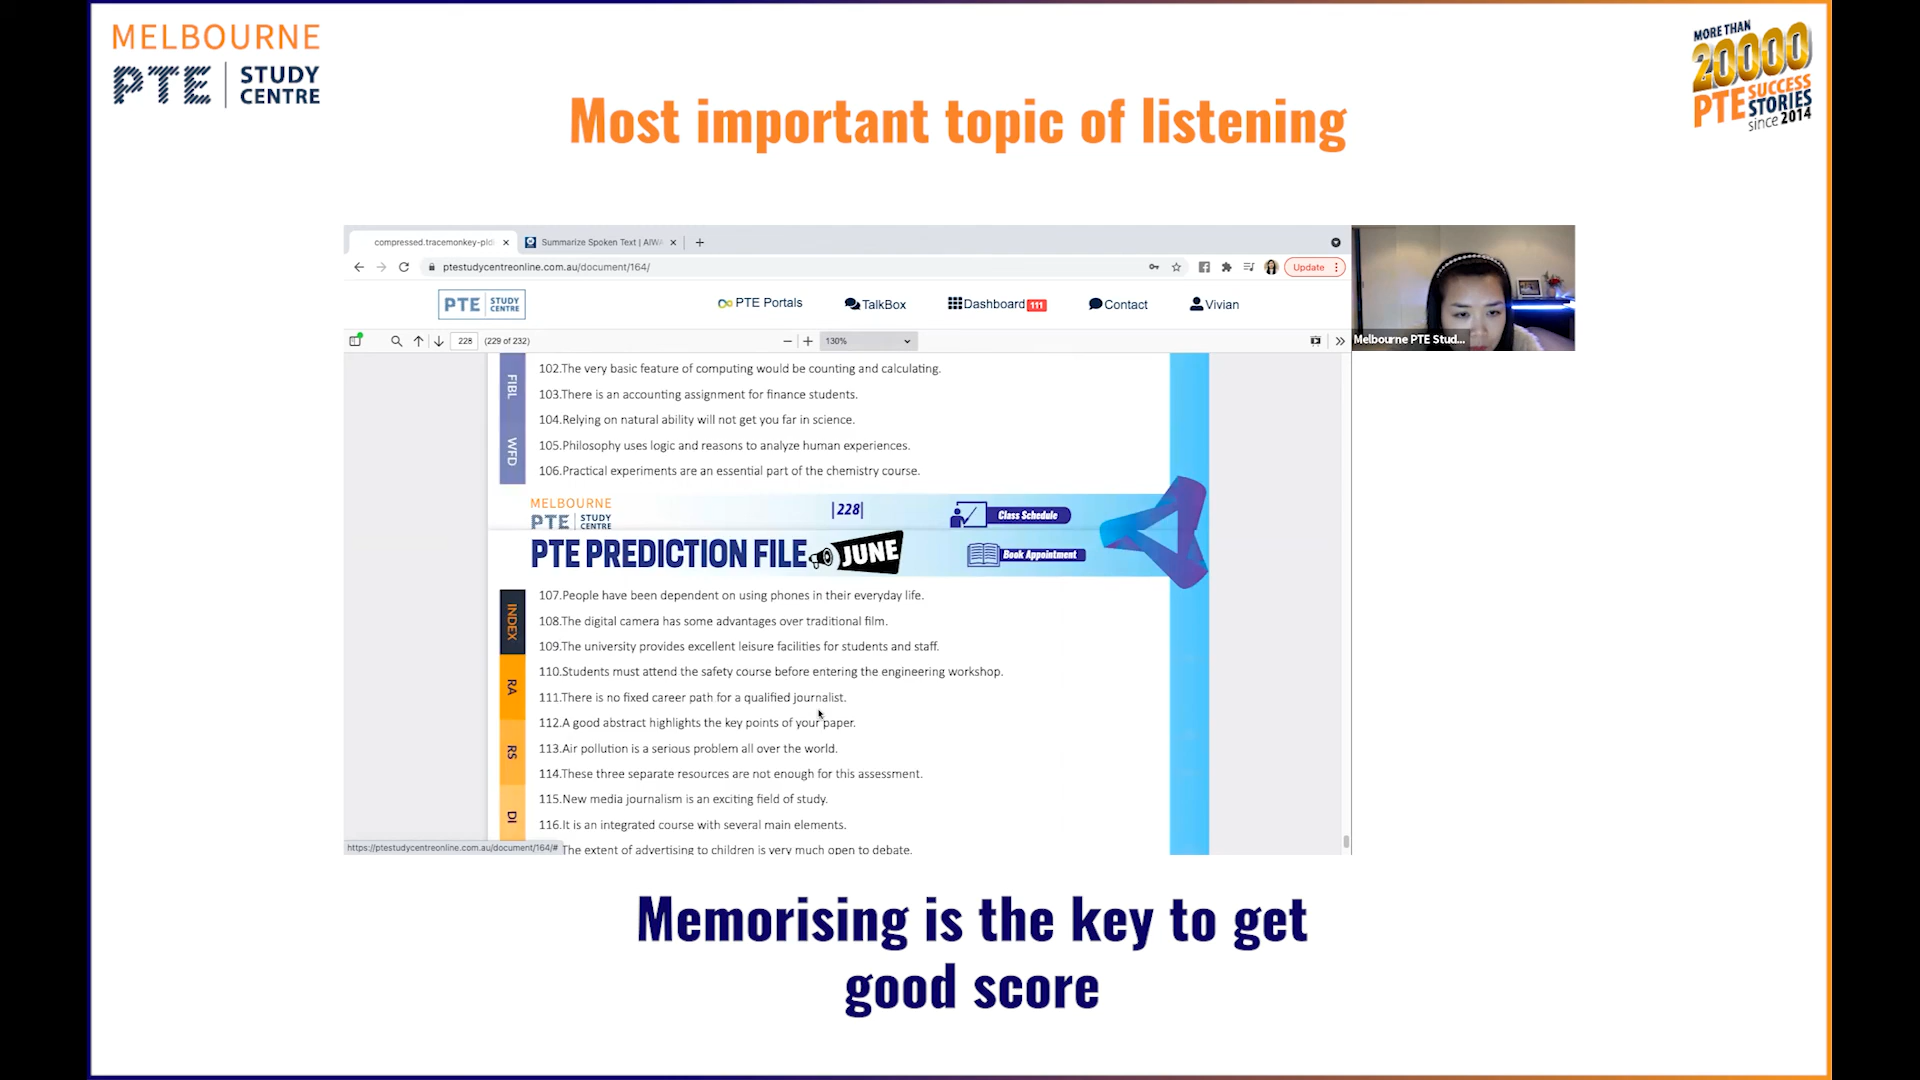 MELBOURNE
PTE STUDY CENTRE
MORE THAN
20000
PTE SUCCESS STORIES
since 2014
Most important topic of listening
compressed.tracemonkey-pld
Summarize Spoken Text | AIWA
ptestudycentreonline.com.au/document/164/
Update
PTE STUDY CENTRE
PTE Portals
TalkBox
Dashboard 111
Contact
Vivian
228 (229 of 232)
130%
Melbourne PTE Stud...
FIBL
WFD
102.The very basic feature of computing would be counting and calculating.
103.There is an accounting assignment for finance students.
104.Relying on natural ability will not get you far in science.
105.Philosophy uses logic and reasons to analyze human experiences.
106.Practical experiments are an essential part of the chemistry course.
MELBOURNE
PTE STUDY CENTRE
|228|
Class Schedule
PTE PREDICTION FILE JUNE
Book Appointment
INDEX
RA
RS
DI
107.People have been dependent on using phones in their everyday life.
108.The digital camera has some advantages over traditional film.
109.The university provides excellent leisure facilities for students and staff.
110.Students must attend the safety course before entering the engineering workshop.
111.There is no fixed career path for a qualified journalist.
112.A good abstract highlights the key points of your paper.
113.Air pollution is a serious problem all over the world.
114.These three separate resources are not enough for this assessment.
115.New media journalism is an exciting field of study.
116.It is an integrated course with several main elements.
The extent of advertising to children is very much open to debate.
https://ptestudycentreonline.com.au/document/164/#
Memorising is the key to get
good score